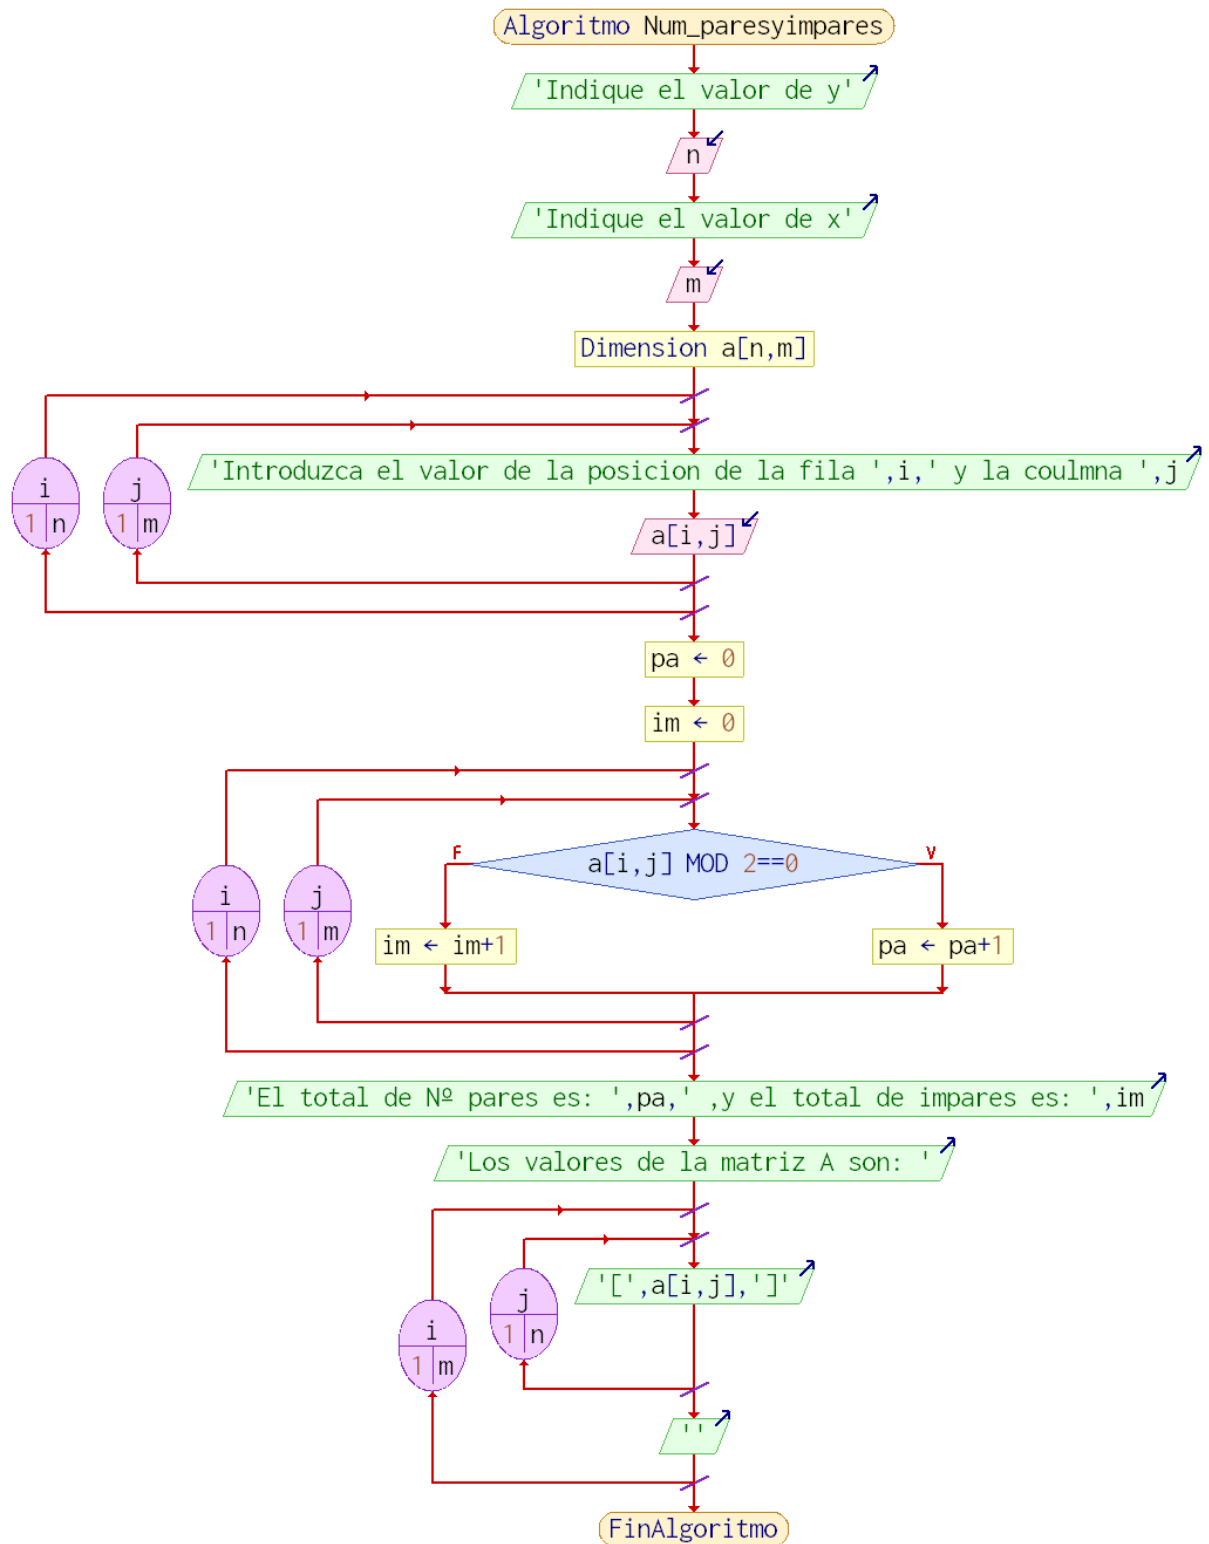 Algoritmo Num_paresyimpares
'Indique el valor de y'
n
'Indique el valor de x'
m
Dimension a[n,m]
i
1 n
j
1 m
'Introduzca el valor de la posicion de la fila ',i,' y la coulmna ',j
a[i,j]
pa ← 0
im ← 0
i
1 n
j
1 m
F
a[i,j] MOD 2==0
V
im ← im+1
pa ← pa+1
'El total de Nº pares es: ',pa,' ,y el total de impares es: ',im
'Los valores de la matriz A son: '
i
1 m
j
1 n
'[',a[i,j],']'
''
FinAlgoritmo